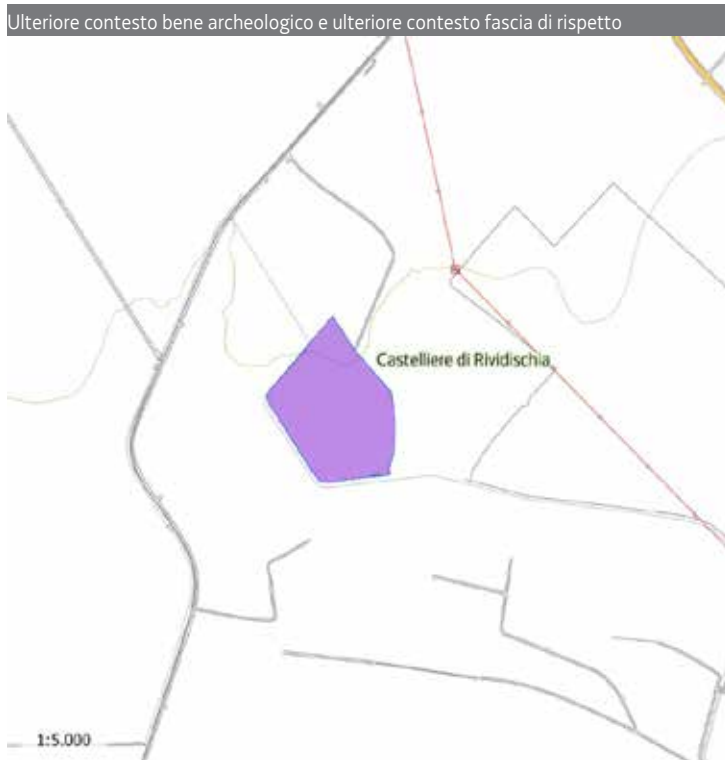 Ulteriore contesto bene archeologico e ulteriore contesto fascia di rispetto
Castelliere di Rividischia
1:5.000